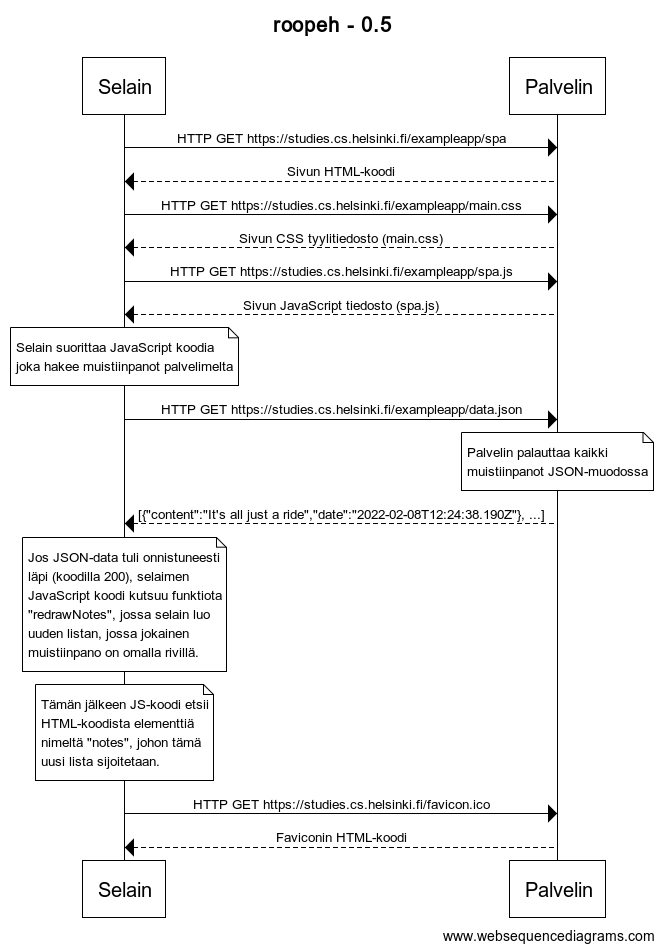 roopeh - 0.5
Selain
Palvelin
HTTP GET https://studies.cs.helsinki.fi/exampleapp/spa
Sivun HTML-koodi
HTTP GET https://studies.cs.helsinki.fi/exampleapp/main.css
Sivun CSS tyylitiedosto (main.css)
HTTP GET https://studies.cs.helsinki.fi/exampleapp/spa.js
Sivun JavaScript tiedosto (spa.js)
Selain suorittaa JavaScript koodia
joka hakee muistiinpanot palvelimelta
HTTP GET https://studies.cs.helsinki.fi/exampleapp/data.json
Palvelin palauttaa kaikki
muistiinpanot JSON-muodossa
[{"content":"It's all just a ride","date":"2022-02-08T12:24:38.190Z"}, ...]
Jos JSON-data tuli onnistuneesti
läpi (koodilla 200), selaimen
JavaScript koodi kutsuu funktiota
"redrawNotes", jossa selain luo
uuden listan, jossa jokainen
muistiinpano on omalla rivillä.
Tämän jälkeen JS-koodi etsii
HTML-koodista elementtiä
nimeltä "notes", johon tämä
uusi lista sijoitetaan.
HTTP GET https://studies.cs.helsinki.fi/favicon.ico
Faviconin HTML-koodi
Selain
Palvelin
www.websequencediagrams.com